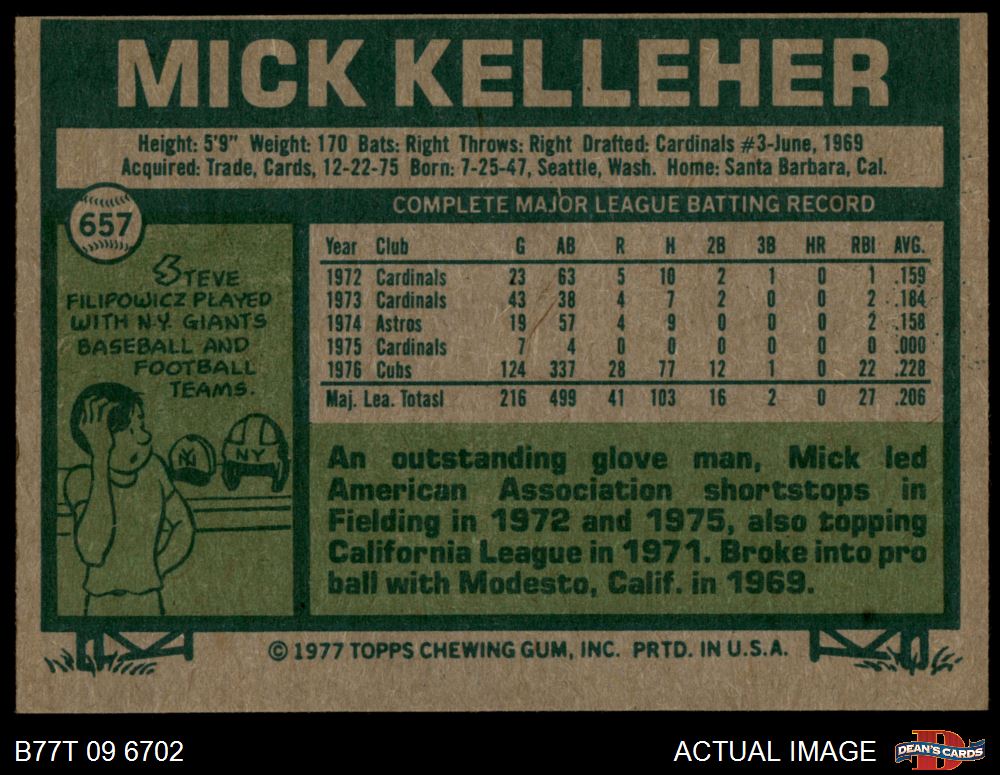 MICK KELLEHER
Height: 5'9" Weight: 170 Bats: Right Throws: Right Drafted: Cardinals #3-June, 1969
Acquired: Trade, Cards, 12-22-75 Born: 7-25-47, Seattle, Wash. Home: Santa Barbara, Cal.
657
COMPLETE MAJOR LEAGUE BATTING RECORD
Year Club G AB R H 2B 3B HR RBI AVG.
1972 Cardinals 23 63 5 10 2 1 0 1 .159
1973 Cardinals 43 38 4 7 2 0 0 2 .184
1974 Astros 19 57 4 9 0 0 0 2 .158
1975 Cardinals 7 4 0 0 0 0 0 0 .000
1976 Cubs 124 337 28 77 12 1 0 22 .228
Maj. Lea. Totasl 216 499 41 103 16 2 0 27 .206
STEVE
FILIPOWICZ PLAYED
WITH N.Y. GIANTS
BASEBALL AND
FOOTBALL
TEAMS.
NY
NY
An outstanding glove man, Mick led
American Association shortstops in
Fielding in 1972 and 1975, also topping
California League in 1971. Broke into pro
ball with Modesto, Calif. in 1969.
© 1977 TOPPS CHEWING GUM, INC. PRTD. IN U.S.A.
B77T 09 6702
ACTUAL IMAGE
D
DEAN'S CARDS